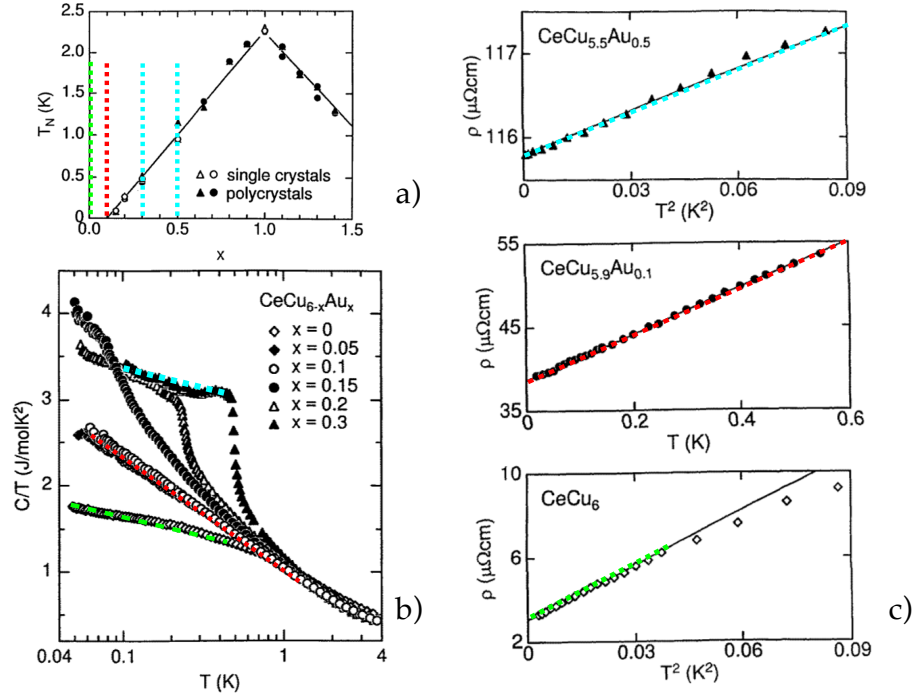 2.5
2.0
1.5
1.0
0.5
0
T_N (K)
single crystals
polycrystals
0.0 0.5 1.0 1.5
x
a)
4
3
2
1
C/T (J/molK²)
CeCu₆₋ₓAuₓ
x = 0
x = 0.05
x = 0.1
x = 0.15
x = 0.2
x = 0.3
0.04 0.1 1 4
T (K)
b)
117
116
ρ (μΩcm)
CeCu₅.₅Au₀.₅
0 0.03 0.06 0.09
T² (K²)
55
45
35
ρ (μΩcm)
CeCu₅.₉Au₀.₁
0 0.2 0.4 0.6
T (K)
10
6
2
ρ (μΩcm)
CeCu₆
0 0.03 0.06 0.09
T² (K²)
c)